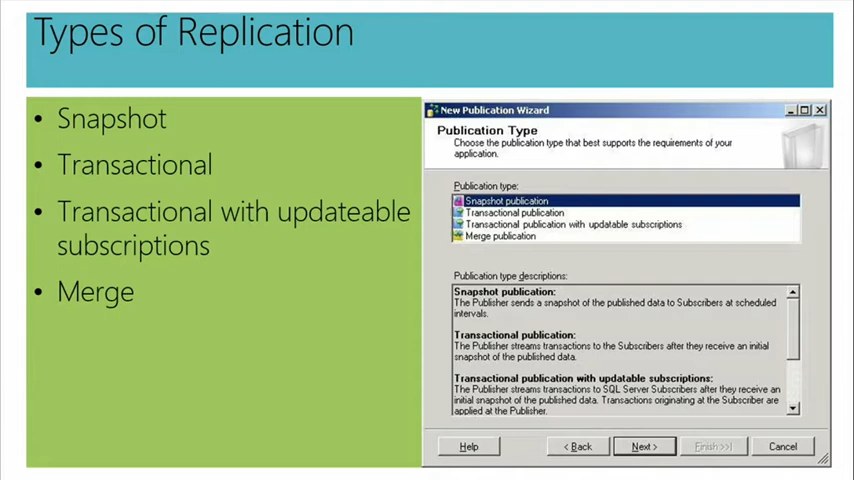 Types of Replication
• Snapshot
• Transactional
• Transactional with updateable
subscriptions
• Merge
New Publication Wizard
Publication Type
Choose the publication type that best supports the requirements of your
application.
Publication type:
Snapshot publication
Transactional publication
Transactional publication with updatable subscriptions
Merge publication
Publication type descriptions:
Snapshot publication:
The Publisher sends a snapshot of the published data to Subscribers at scheduled
intervals.
Transactional publication:
The Publisher streams transactions to the Subscribers after they receive an initial
snapshot of the published data.
Transactional publication with updatable subscriptions:
The Publisher streams transactions to SQL Server Subscribers after they receive an
initial snapshot of the published data. Transactions originating at the Subscriber are
applied at the Publisher.
Help
< Back
Next >
Finish >>|
Cancel